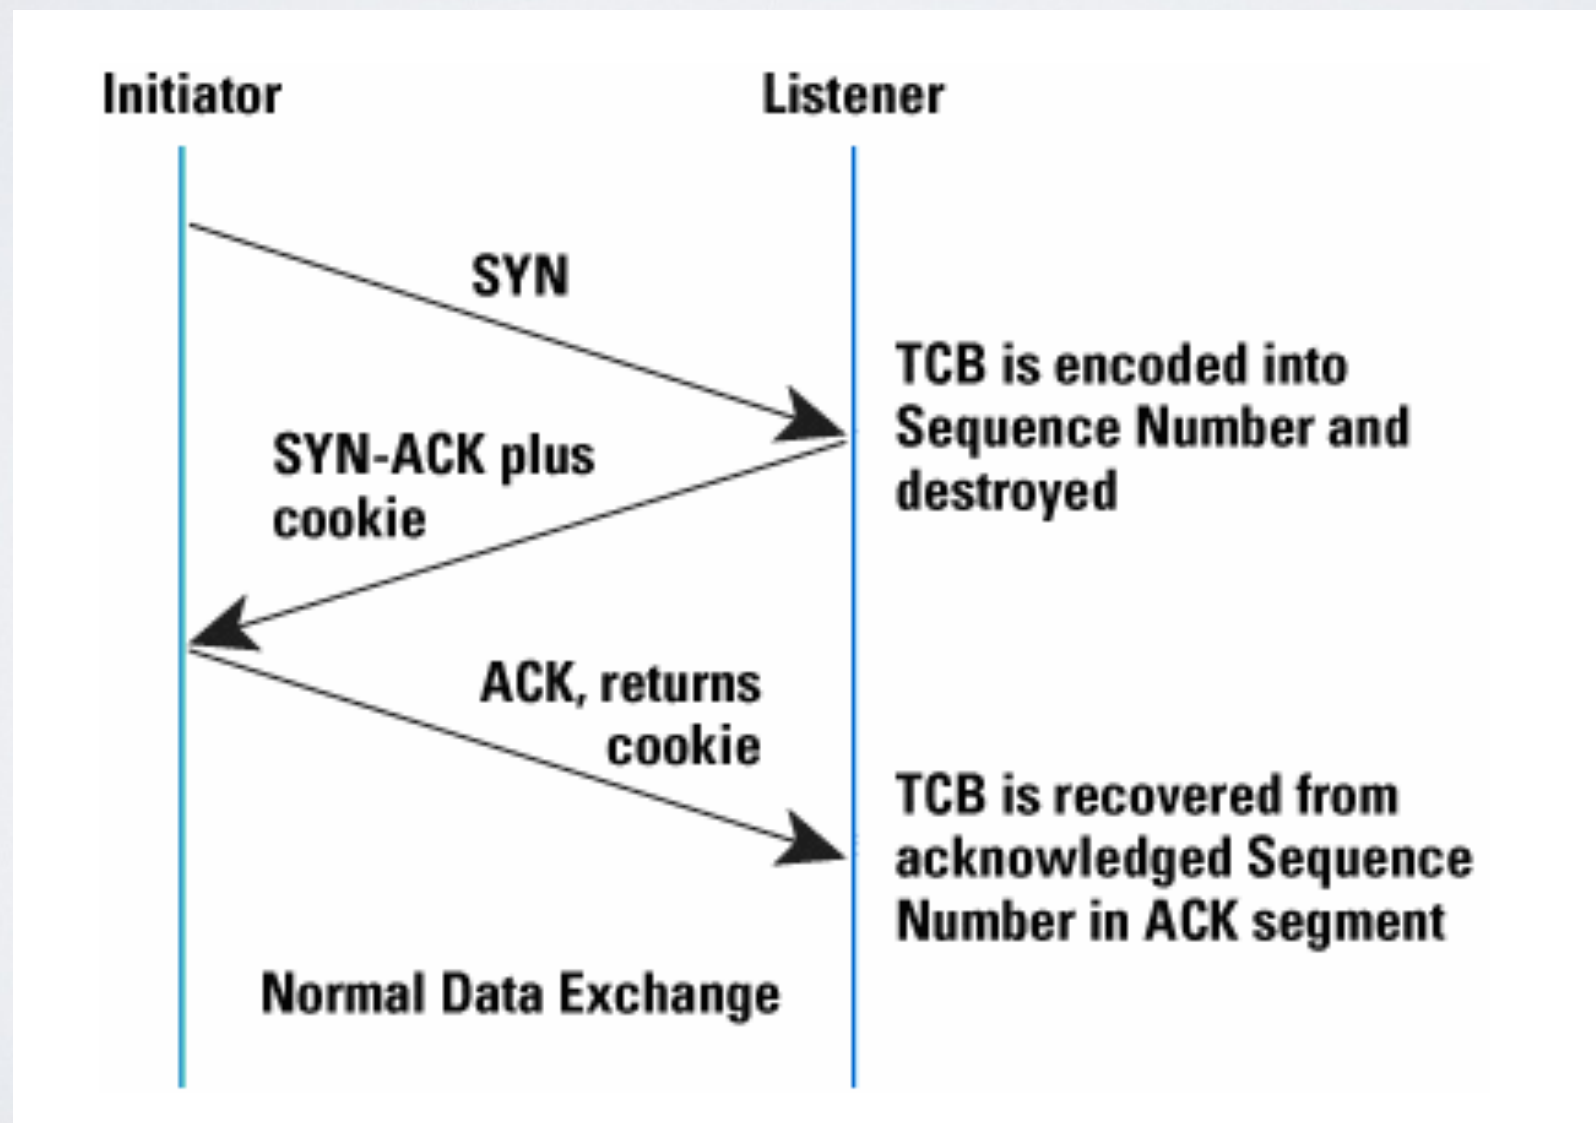 Initiator
Listener
SYN
TCB is encoded into
Sequence Number and
destroyed
SYN-ACK plus
cookie
ACK, returns
cookie
TCB is recovered from
acknowledged Sequence
Number in ACK segment
Normal Data Exchange